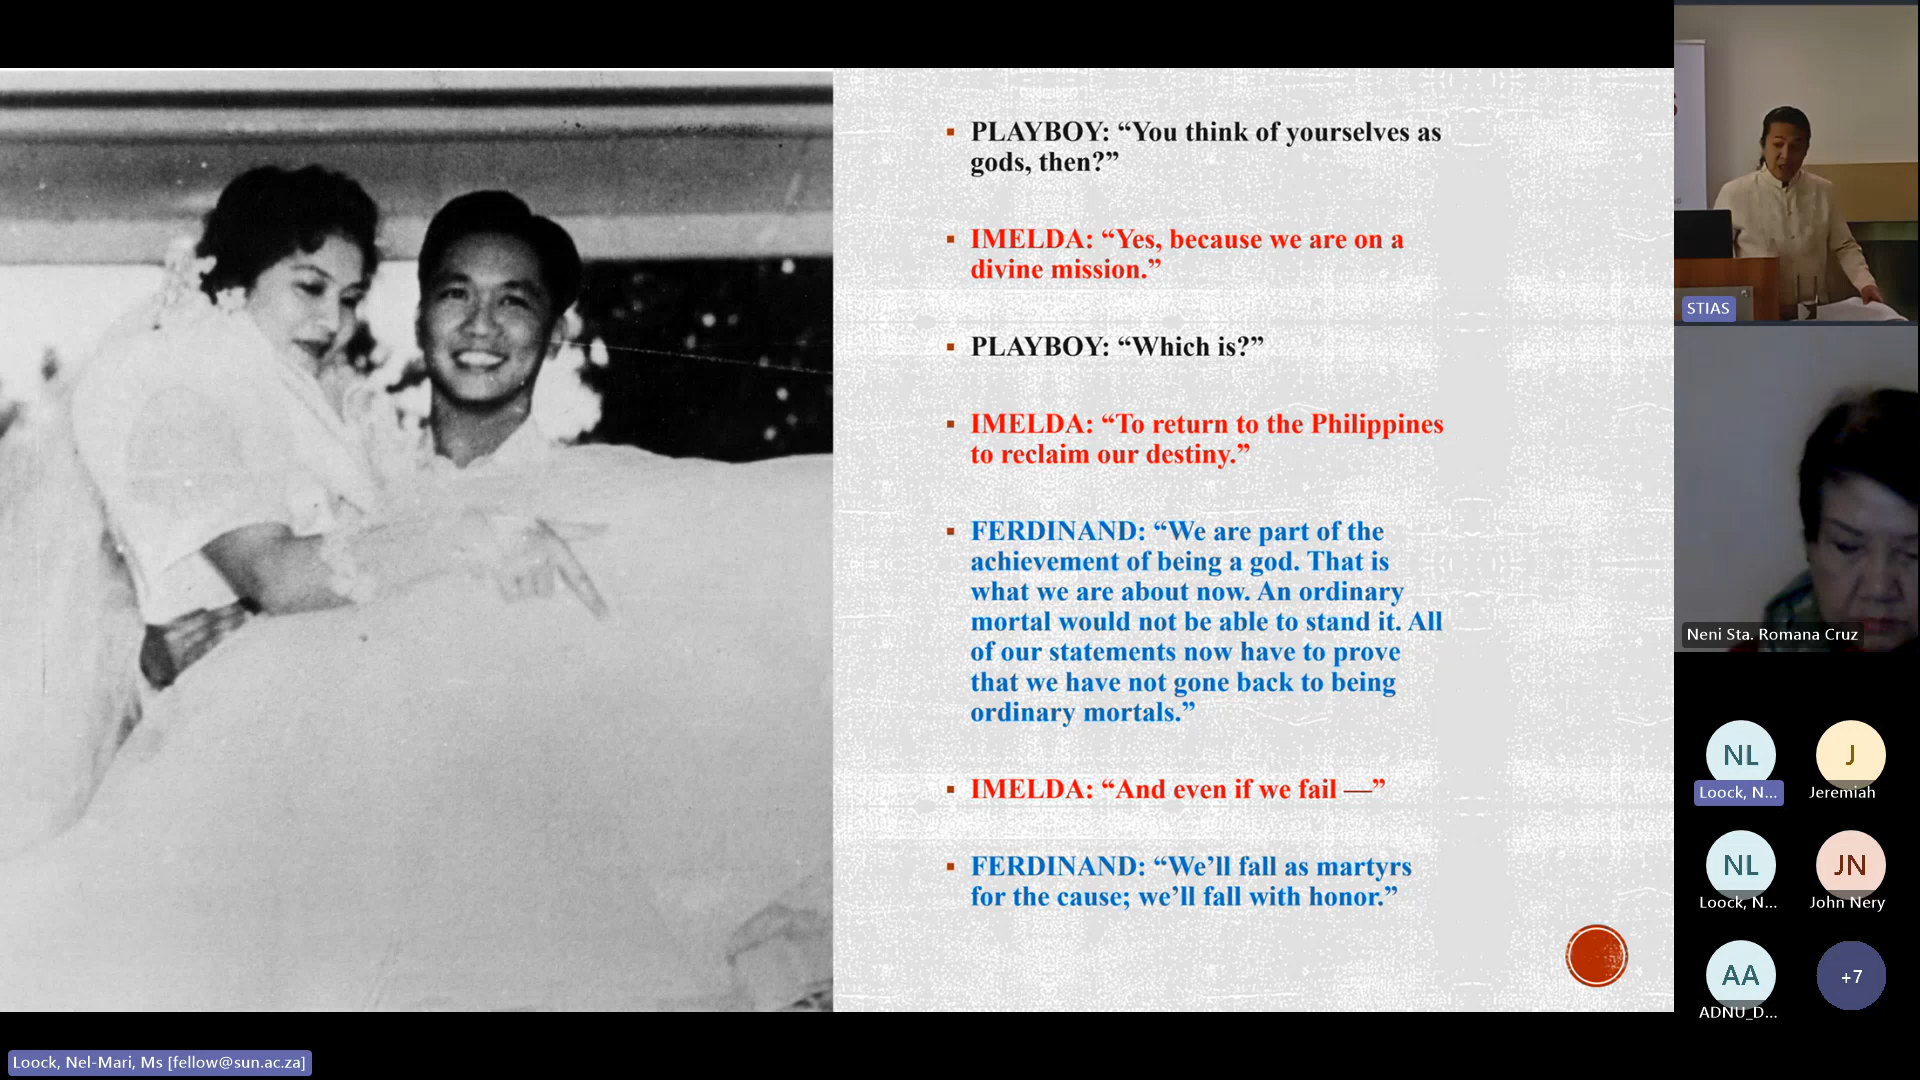 PLAYBOY: “You think of yourselves as
gods, then?”
IMELDA: “Yes, because we are on a
divine mission.”
PLAYBOY: “Which is?”
IMELDA: “To return to the Philippines
to reclaim our destiny.”
FERDINAND: “We are part of the
achievement of being a god. That is
what we are about now. An ordinary
mortal would not be able to stand it. All
of our statements now have to prove
that we have not gone back to being
ordinary mortals.”
IMELDA: “And even if we fail —”
FERDINAND: “We’ll fall as martyrs
for the cause; we’ll fall with honor.”
STIAS
Neni Sta. Romana Cruz
NL
Loock, N...
J
Jeremiah
NL
Loock, N...
JN
John Nery
AA
ADNU_D...
+7
Loock, Nel-Mari, Ms [fellow@sun.ac.za]